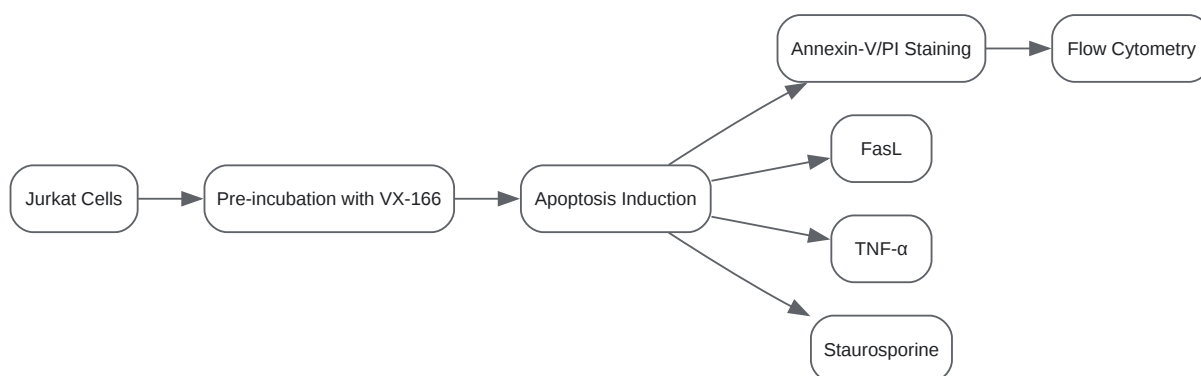 Jurkat Cells
Pre-incubation with VX-166
Apoptosis Induction
Annexin-V/PI Staining
Flow Cytometry
FasL
TNF-α
Staurosporine